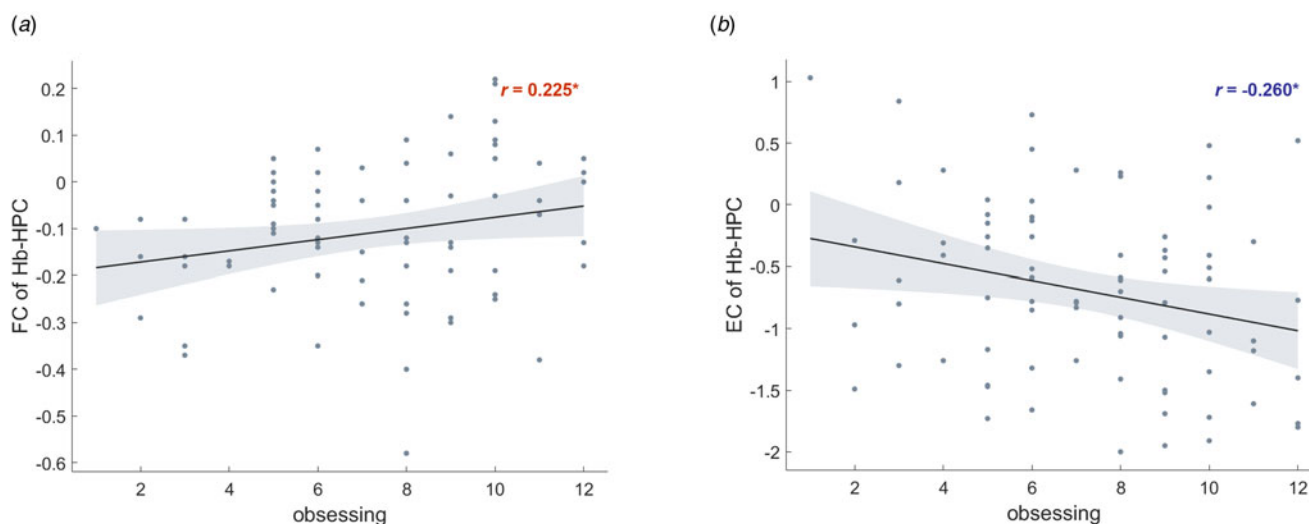 (a)
FC of Hb-HPC
0.2
0.1
0
-0.1
-0.2
-0.3
-0.4
-0.5
-0.6
r = 0.225*
2 4 6 8 10 12
obsessing
(b)
EC of Hb-HPC
1
0.5
0
-0.5
-1
-1.5
-2
r = -0.260*
2 4 6 8 10 12
obsessing